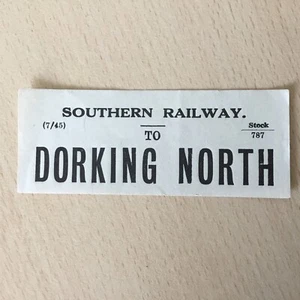 SOUTHERN RAILWAY.
(7/45) TO Stock
787
DORKING NORTH